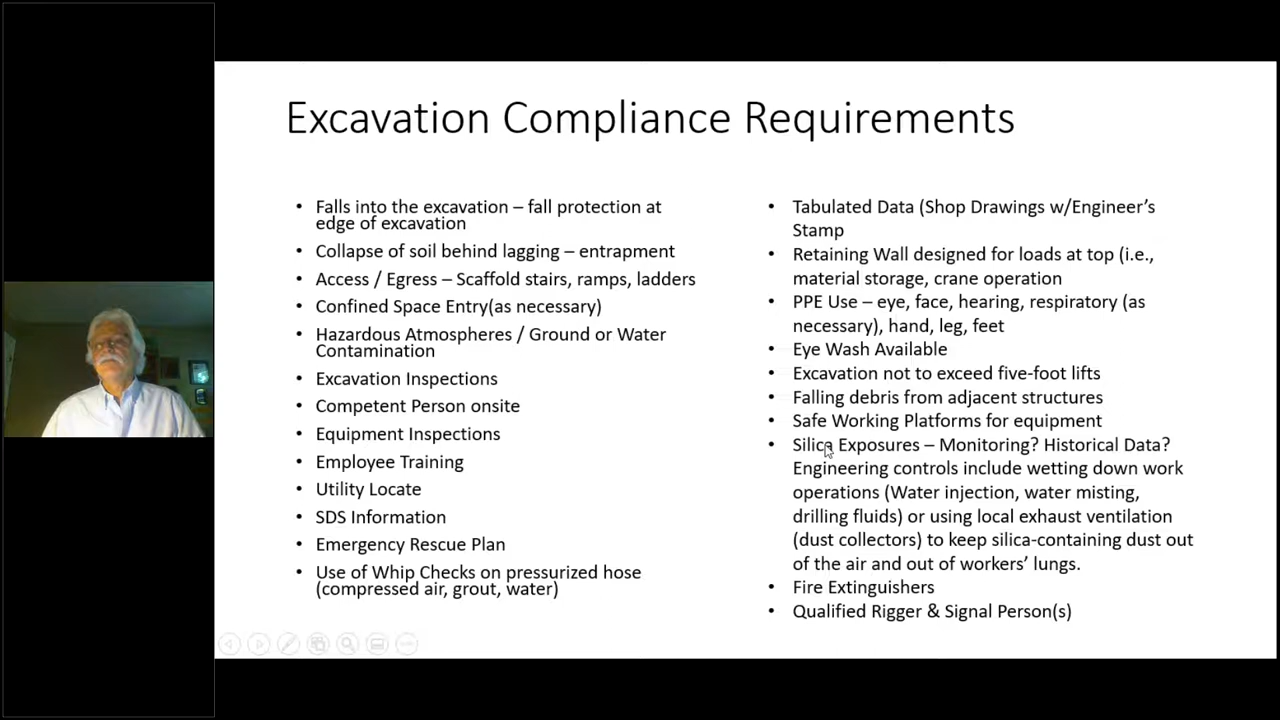 Excavation Compliance Requirements
• Falls into the excavation – fall protection at
edge of excavation
• Collapse of soil behind lagging – entrapment
• Access / Egress – Scaffold stairs, ramps, ladders
• Confined Space Entry(as necessary)
• Hazardous Atmospheres / Ground or Water
Contamination
• Excavation Inspections
• Competent Person onsite
• Equipment Inspections
• Employee Training
• Utility Locate
• SDS Information
• Emergency Rescue Plan
• Use of Whip Checks on pressurized hose
(compressed air, grout, water)
• Tabulated Data (Shop Drawings w/Engineer’s
Stamp
• Retaining Wall designed for loads at top (i.e.,
material storage, crane operation
• PPE Use – eye, face, hearing, respiratory (as
necessary), hand, leg, feet
• Eye Wash Available
• Excavation not to exceed five-foot lifts
• Falling debris from adjacent structures
• Safe Working Platforms for equipment
• Silica Exposures – Monitoring? Historical Data?
Engineering controls include wetting down work
operations (Water injection, water misting,
drilling fluids) or using local exhaust ventilation
(dust collectors) to keep silica-containing dust out
of the air and out of workers’ lungs.
• Fire Extinguishers
• Qualified Rigger & Signal Person(s)